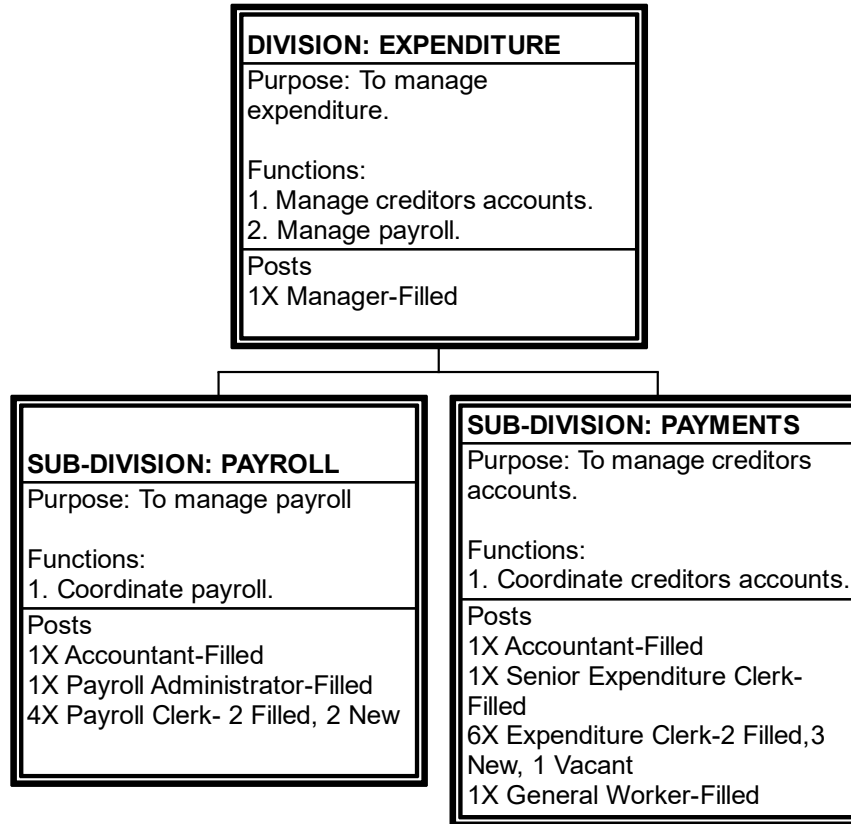 DIVISION: EXPENDITURE
Purpose: To manage
expenditure.
Functions:
1. Manage creditors accounts.
2. Manage payroll.
Posts
1X Manager-Filled
SUB-DIVISION: PAYROLL
Purpose: To manage payroll
Functions:
1. Coordinate payroll.
Posts
1X Accountant-Filled
1X Payroll Administrator-Filled
4X Payroll Clerk- 2 Filled, 2 New
SUB-DIVISION: PAYMENTS
Purpose: To manage creditors
accounts.
Functions:
1. Coordinate creditors accounts.
Posts
1X Accountant-Filled
1X Senior Expenditure Clerk-
Filled
6X Expenditure Clerk-2 Filled,3
New, 1 Vacant
1X General Worker-Filled